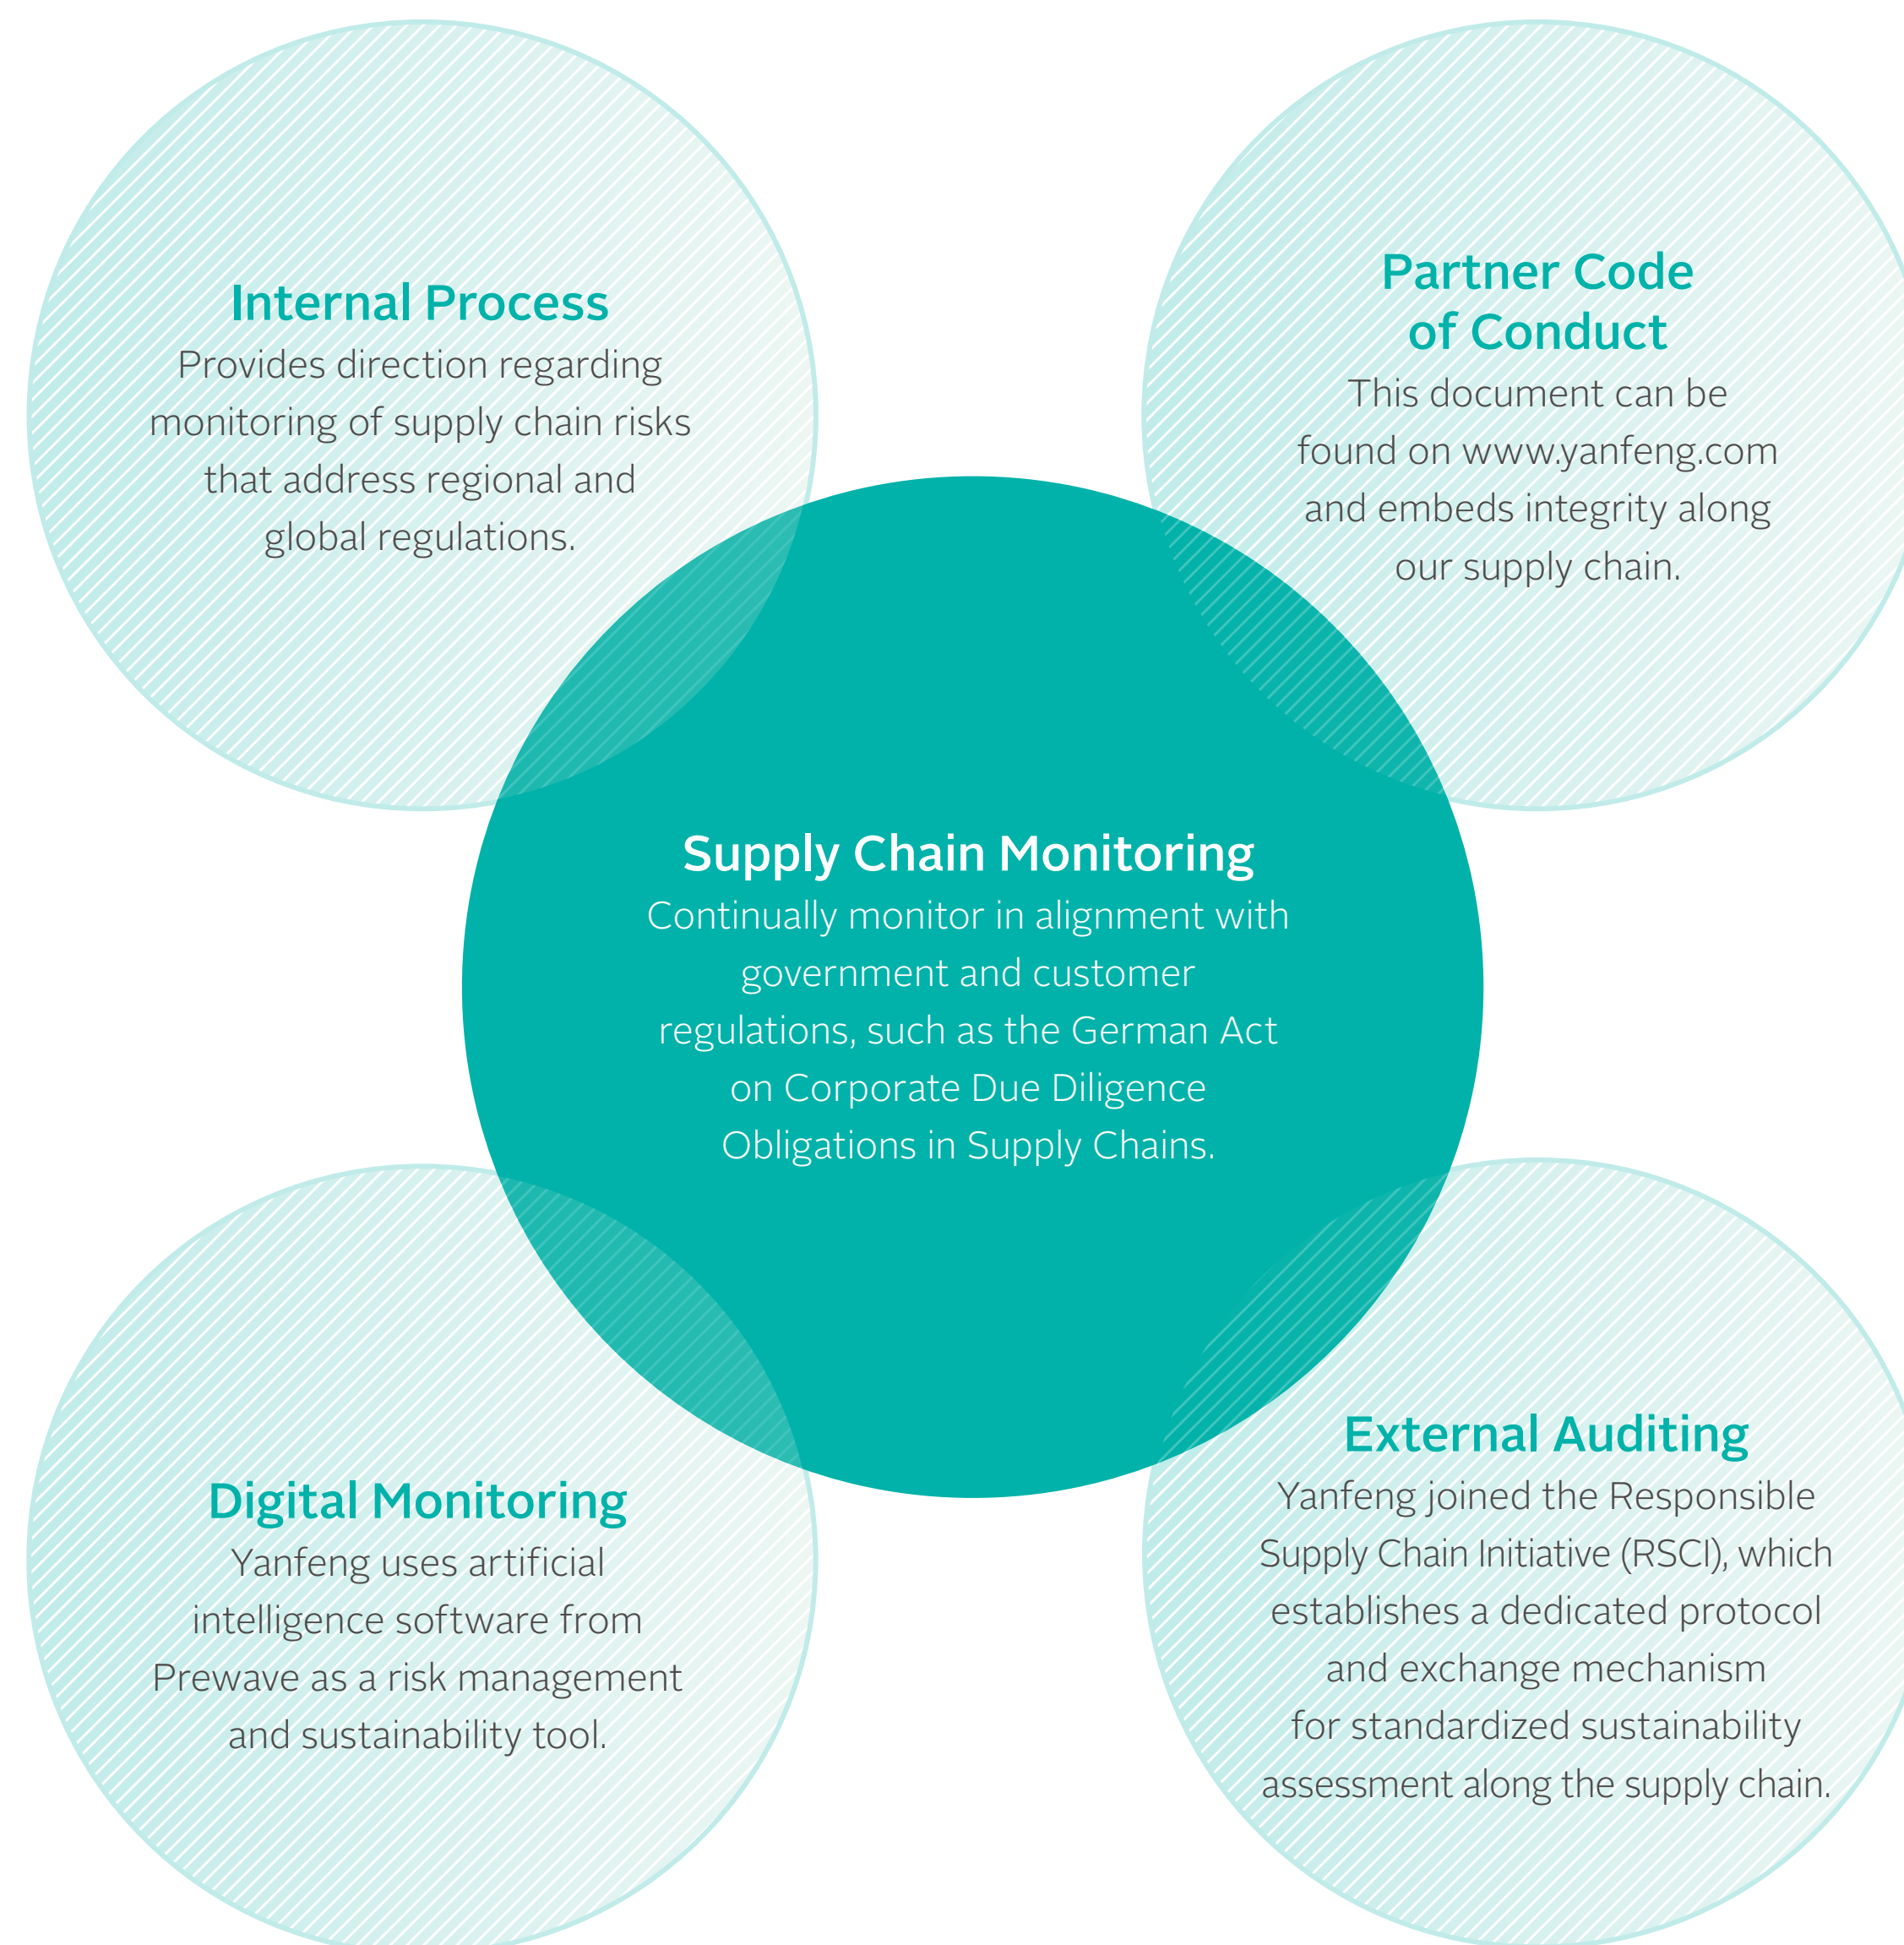 Internal Process
Provides direction regarding
monitoring of supply chain risks
that address regional and
global regulations.
Partner Code
of Conduct
This document can be
found on www.yanfeng.com
and embeds integrity along
our supply chain.
Supply Chain Monitoring
Continually monitor in alignment with
government and customer
regulations, such as the German Act
on Corporate Due Diligence
Obligations in Supply Chains.
Digital Monitoring
Yanfeng uses artificial
intelligence software from
Prewave as a risk management
and sustainability tool.
External Auditing
Yanfeng joined the Responsible
Supply Chain Initiative (RSCI), which
establishes a dedicated protocol
and exchange mechanism
for standardized sustainability
assessment along the supply chain.